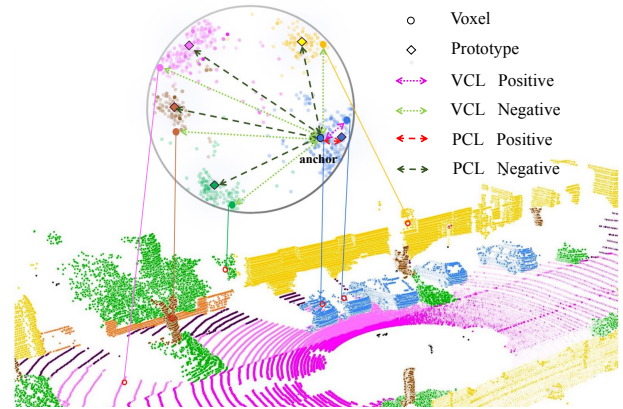 Voxel
Prototype
VCL Positive
VCL Negative
PCL Positive
PCL Negative
anchor